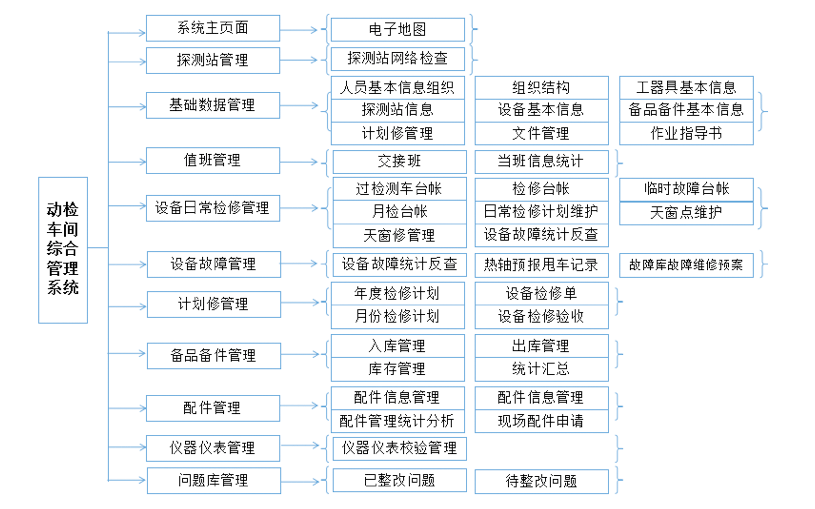 动检
车间
综合
管理
系统
系统主页面
电子地图
探测站管理
探测站网络检查
基础数据管理
人员基本信息组织
组织结构
工器具基本信息
探测站信息
设备基本信息
备品备件基本信息
计划修管理
文件管理
作业指导书
值班管理
交接班
当班信息统计
设备日常检修管理
过检测车台帐
检修台帐
临时故障台帐
月检台帐
日常检修计划维护
天窗点维护
天窗修管理
设备故障统计反查
设备故障管理
设备故障统计反查
热轴预报甩车记录
故障库故障维修预案
计划修管理
年度检修计划
设备检修单
月份检修计划
设备检修验收
备品备件管理
入库管理
出库管理
库存管理
统计汇总
配件管理
配件信息管理
配件信息管理
配件管理统计分析
现场配件申请
仪器仪表管理
仪器仪表校验管理
问题库管理
已整改问题
待整改问题